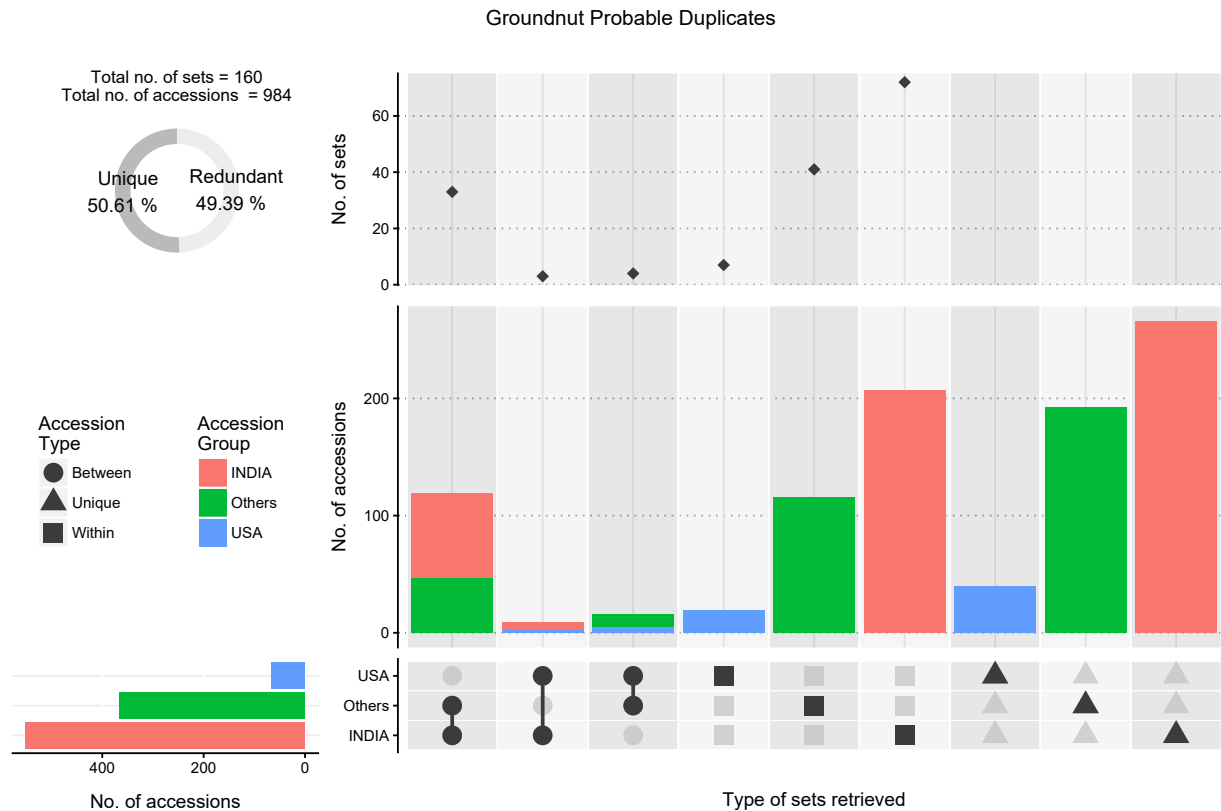 Groundnut Probable Duplicates
Total no. of sets = 160
Total no. of accessions = 984
Unique
50.61 %
Redundant
49.39 %
No. of sets
60
40
20
0
No. of accessions
200
100
0
Accession
Type
Between
Unique
Within
Accession
Group
INDIA
Others
USA
USA
Others
INDIA
400
200
0
No. of accessions
Type of sets retrieved